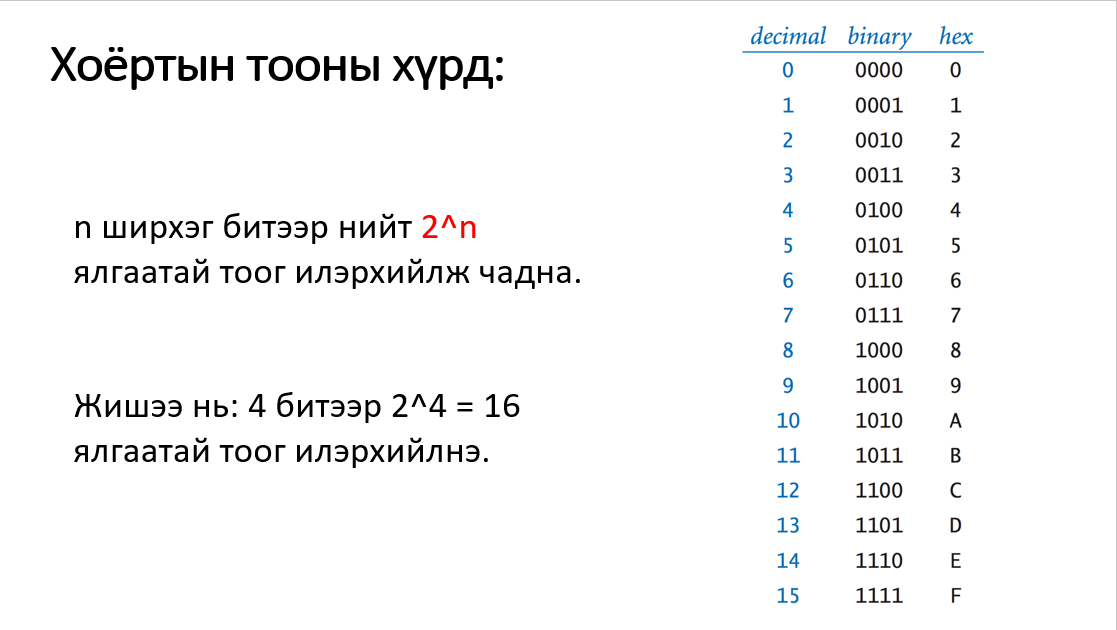 Хоёртын тооны хүрд:
n ширхэг битээр нийт 2^n
ялгаатай тоог илэрхийлж чадна.
Жишээ нь: 4 битээр 2^4 = 16
ялгаатай тоог илэрхийлнэ.
decimal binary hex
0 0000 0
1 0001 1
2 0010 2
3 0011 3
4 0100 4
5 0101 5
6 0110 6
7 0111 7
8 1000 8
9 1001 9
10 1010 A
11 1011 B
12 1100 C
13 1101 D
14 1110 E
15 1111 F